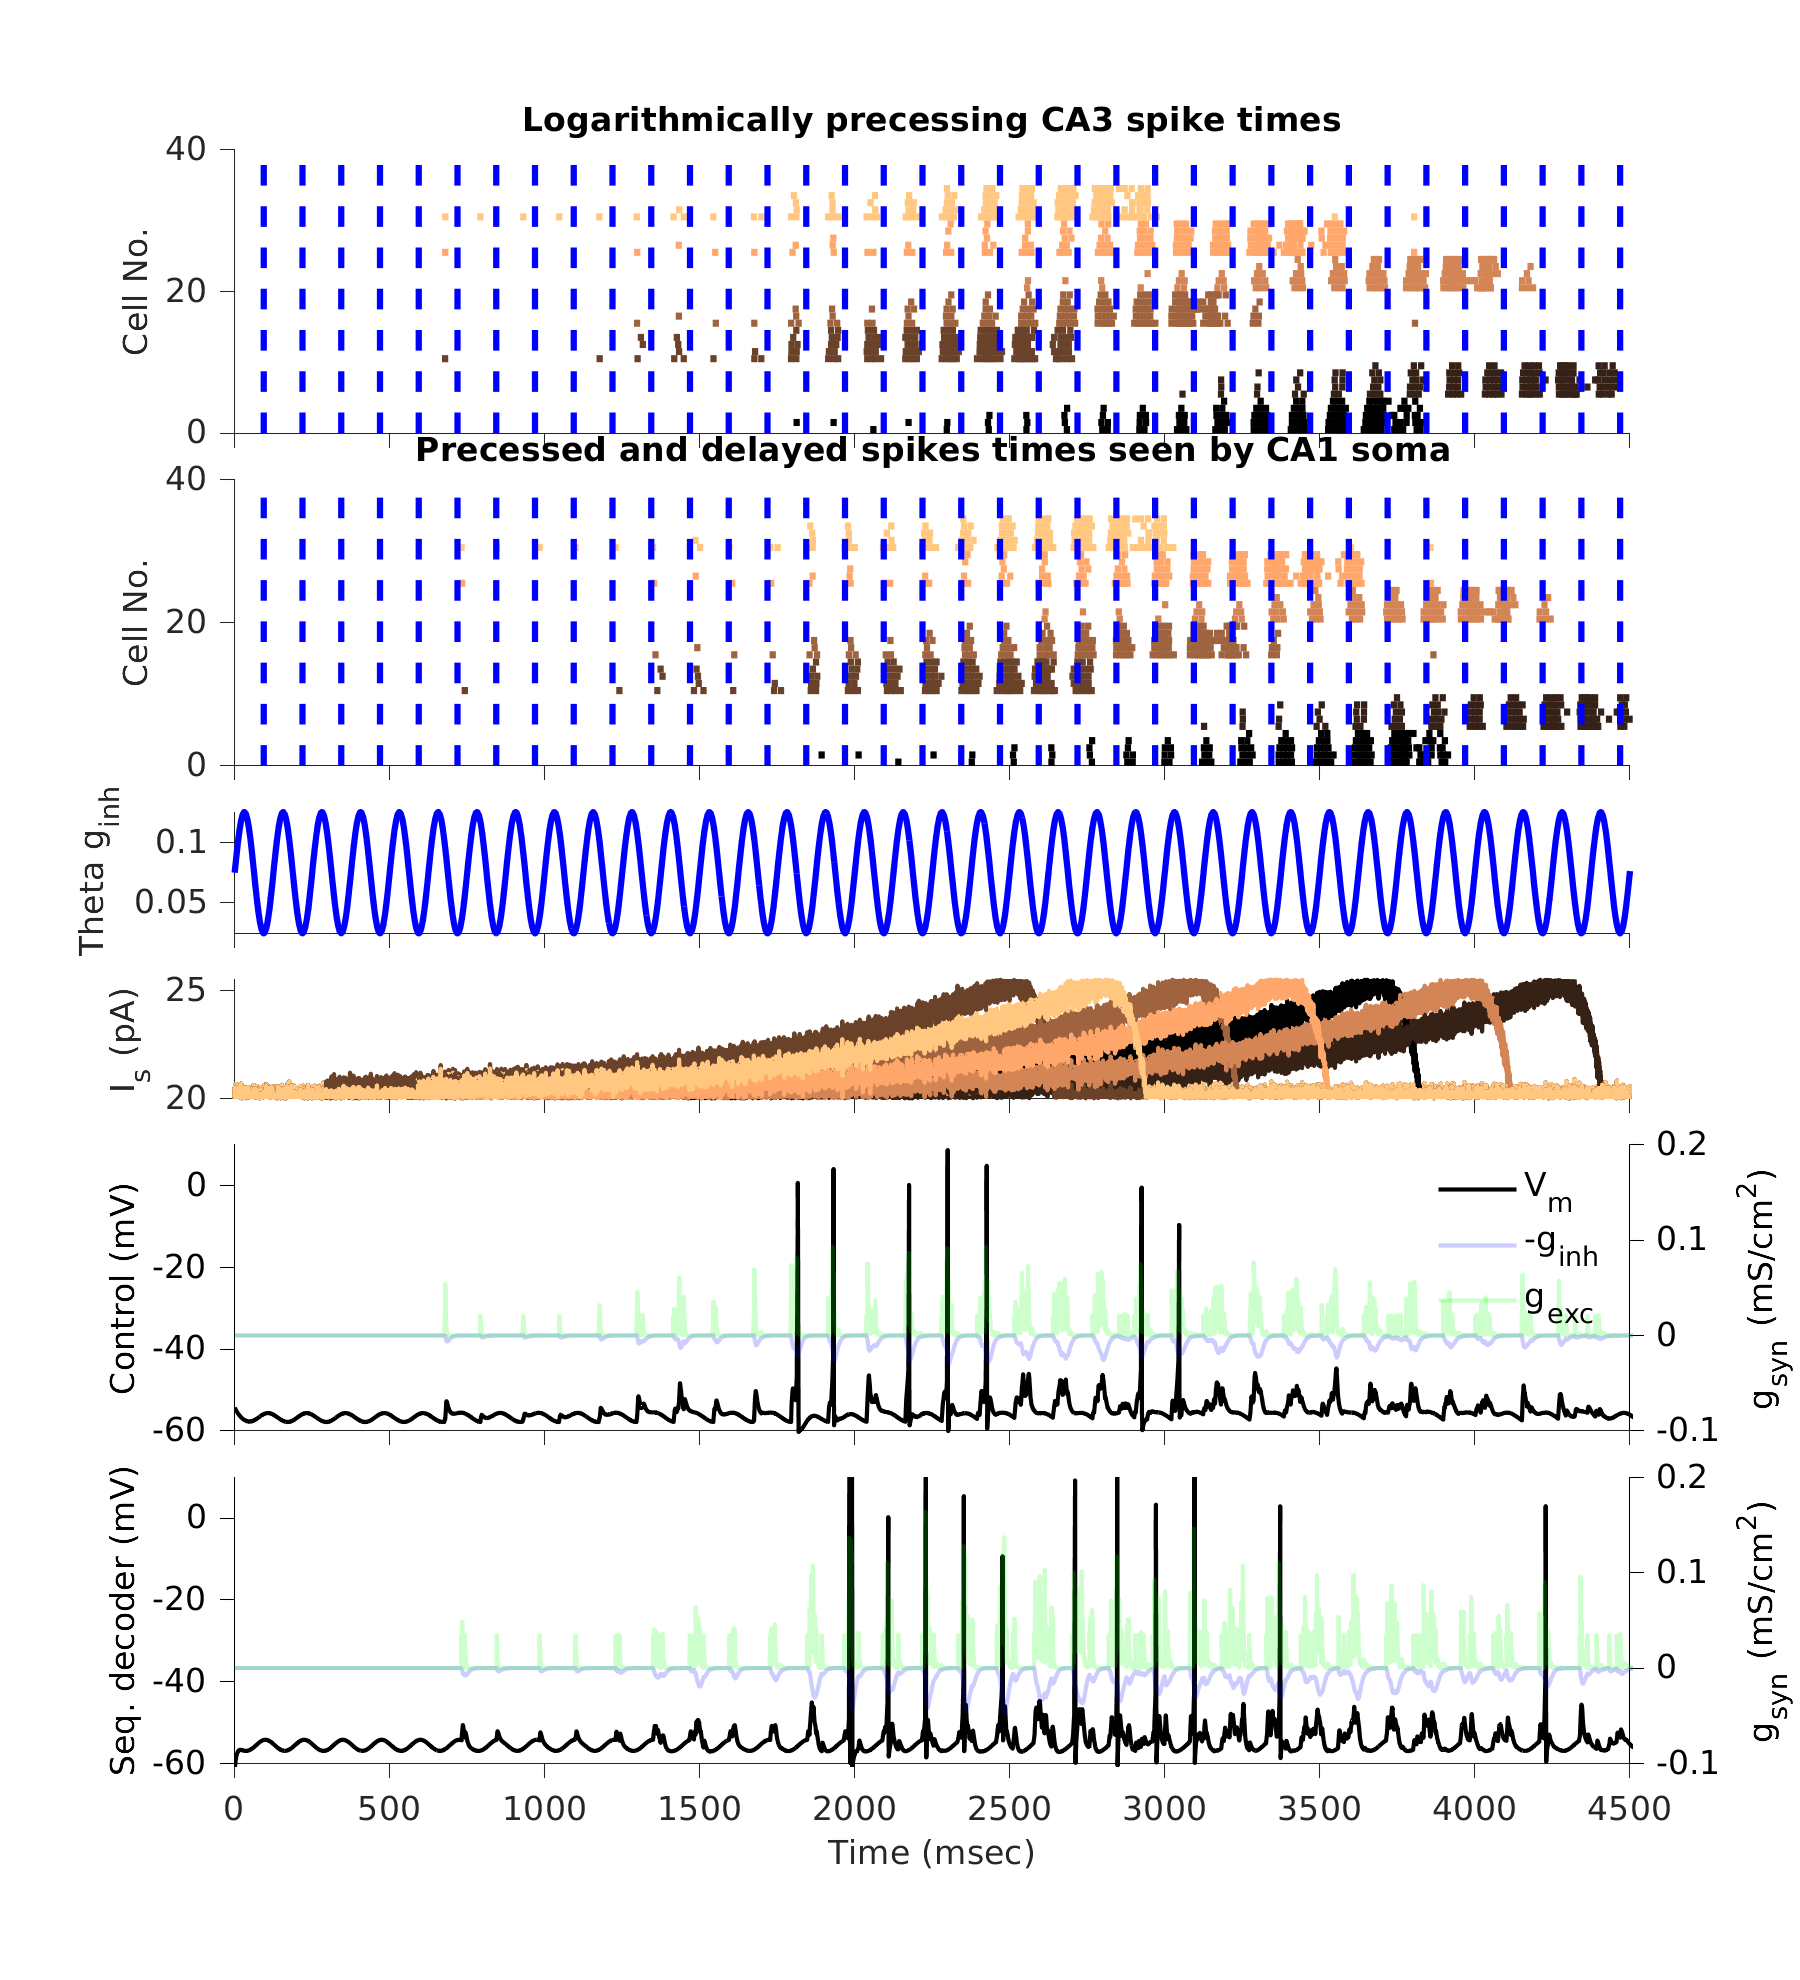 Logarithmically precessing CA3 spike times
40
20
0
Cell No.
Precessed and delayed spikes times seen by CA1 soma
40
20
0
Cell No.
0.1
0.05
Theta g_inh
25
20
I_s (pA)
0
-20
-40
-60
Control (mV)
V_m
-g_inh
g_exc
0.2
0.1
0
-0.1
g_syn (mS/cm^2)
0
-20
-40
-60
Seq. decoder (mV)
0.2
0.1
0
-0.1
g_syn (mS/cm^2)
0 500 1000 1500 2000 2500 3000 3500 4000 4500
Time (msec)